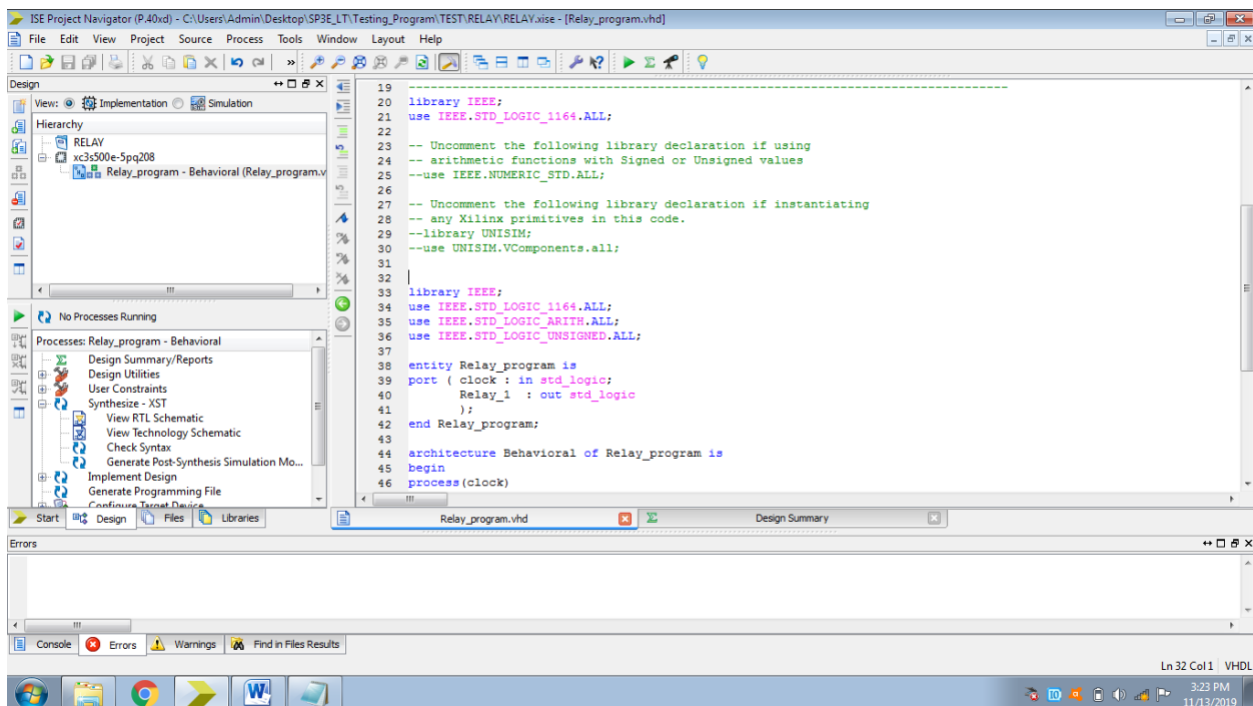 ISE Project Navigator (P.40xd) - C:\Users\Admin\Desktop\SP3E_LT\Testing_Program\TEST\RELAY\RELAY.xise - [Relay_program.vhd]
File Edit View Project Source Process Tools Window Layout Help
Design
View: Implementation Simulation
Hierarchy
RELAY
xc3s500e-5pq208
Relay_program - Behavioral (Relay_program.v
No Processes Running
Processes: Relay_program - Behavioral
Design Summary/Reports
Design Utilities
User Constraints
Synthesize - XST
View RTL Schematic
View Technology Schematic
Check Syntax
Generate Post-Synthesis Simulation Mo...
Implement Design
Generate Programming File
Configure Target Device
Start Design Files Libraries
19 ----------------------------------------------------------------------------------
20 library IEEE;
21 use IEEE.STD_LOGIC_1164.ALL;
22
23 -- Uncomment the following library declaration if using
24 -- arithmetic functions with Signed or Unsigned values
25 --use IEEE.NUMERIC_STD.ALL;
26
27 -- Uncomment the following library declaration if instantiating
28 -- any Xilinx primitives in this code.
29 --library UNISIM;
30 --use UNISIM.VComponents.all;
31
32
33 library IEEE;
34 use IEEE.STD_LOGIC_1164.ALL;
35 use IEEE.STD_LOGIC_ARITH.ALL;
36 use IEEE.STD_LOGIC_UNSIGNED.ALL;
37
38 entity Relay_program is
39 port ( clock : in std_logic;
40 Relay_1 : out std_logic
41 );
42 end Relay_program;
43
44 architecture Behavioral of Relay_program is
45 begin
46 process(clock)
Relay_program.vhd Design Summary
Errors
Console Errors Warnings Find in Files Results
Ln 32 Col 1 VHDL
3:23 PM
11/13/2019